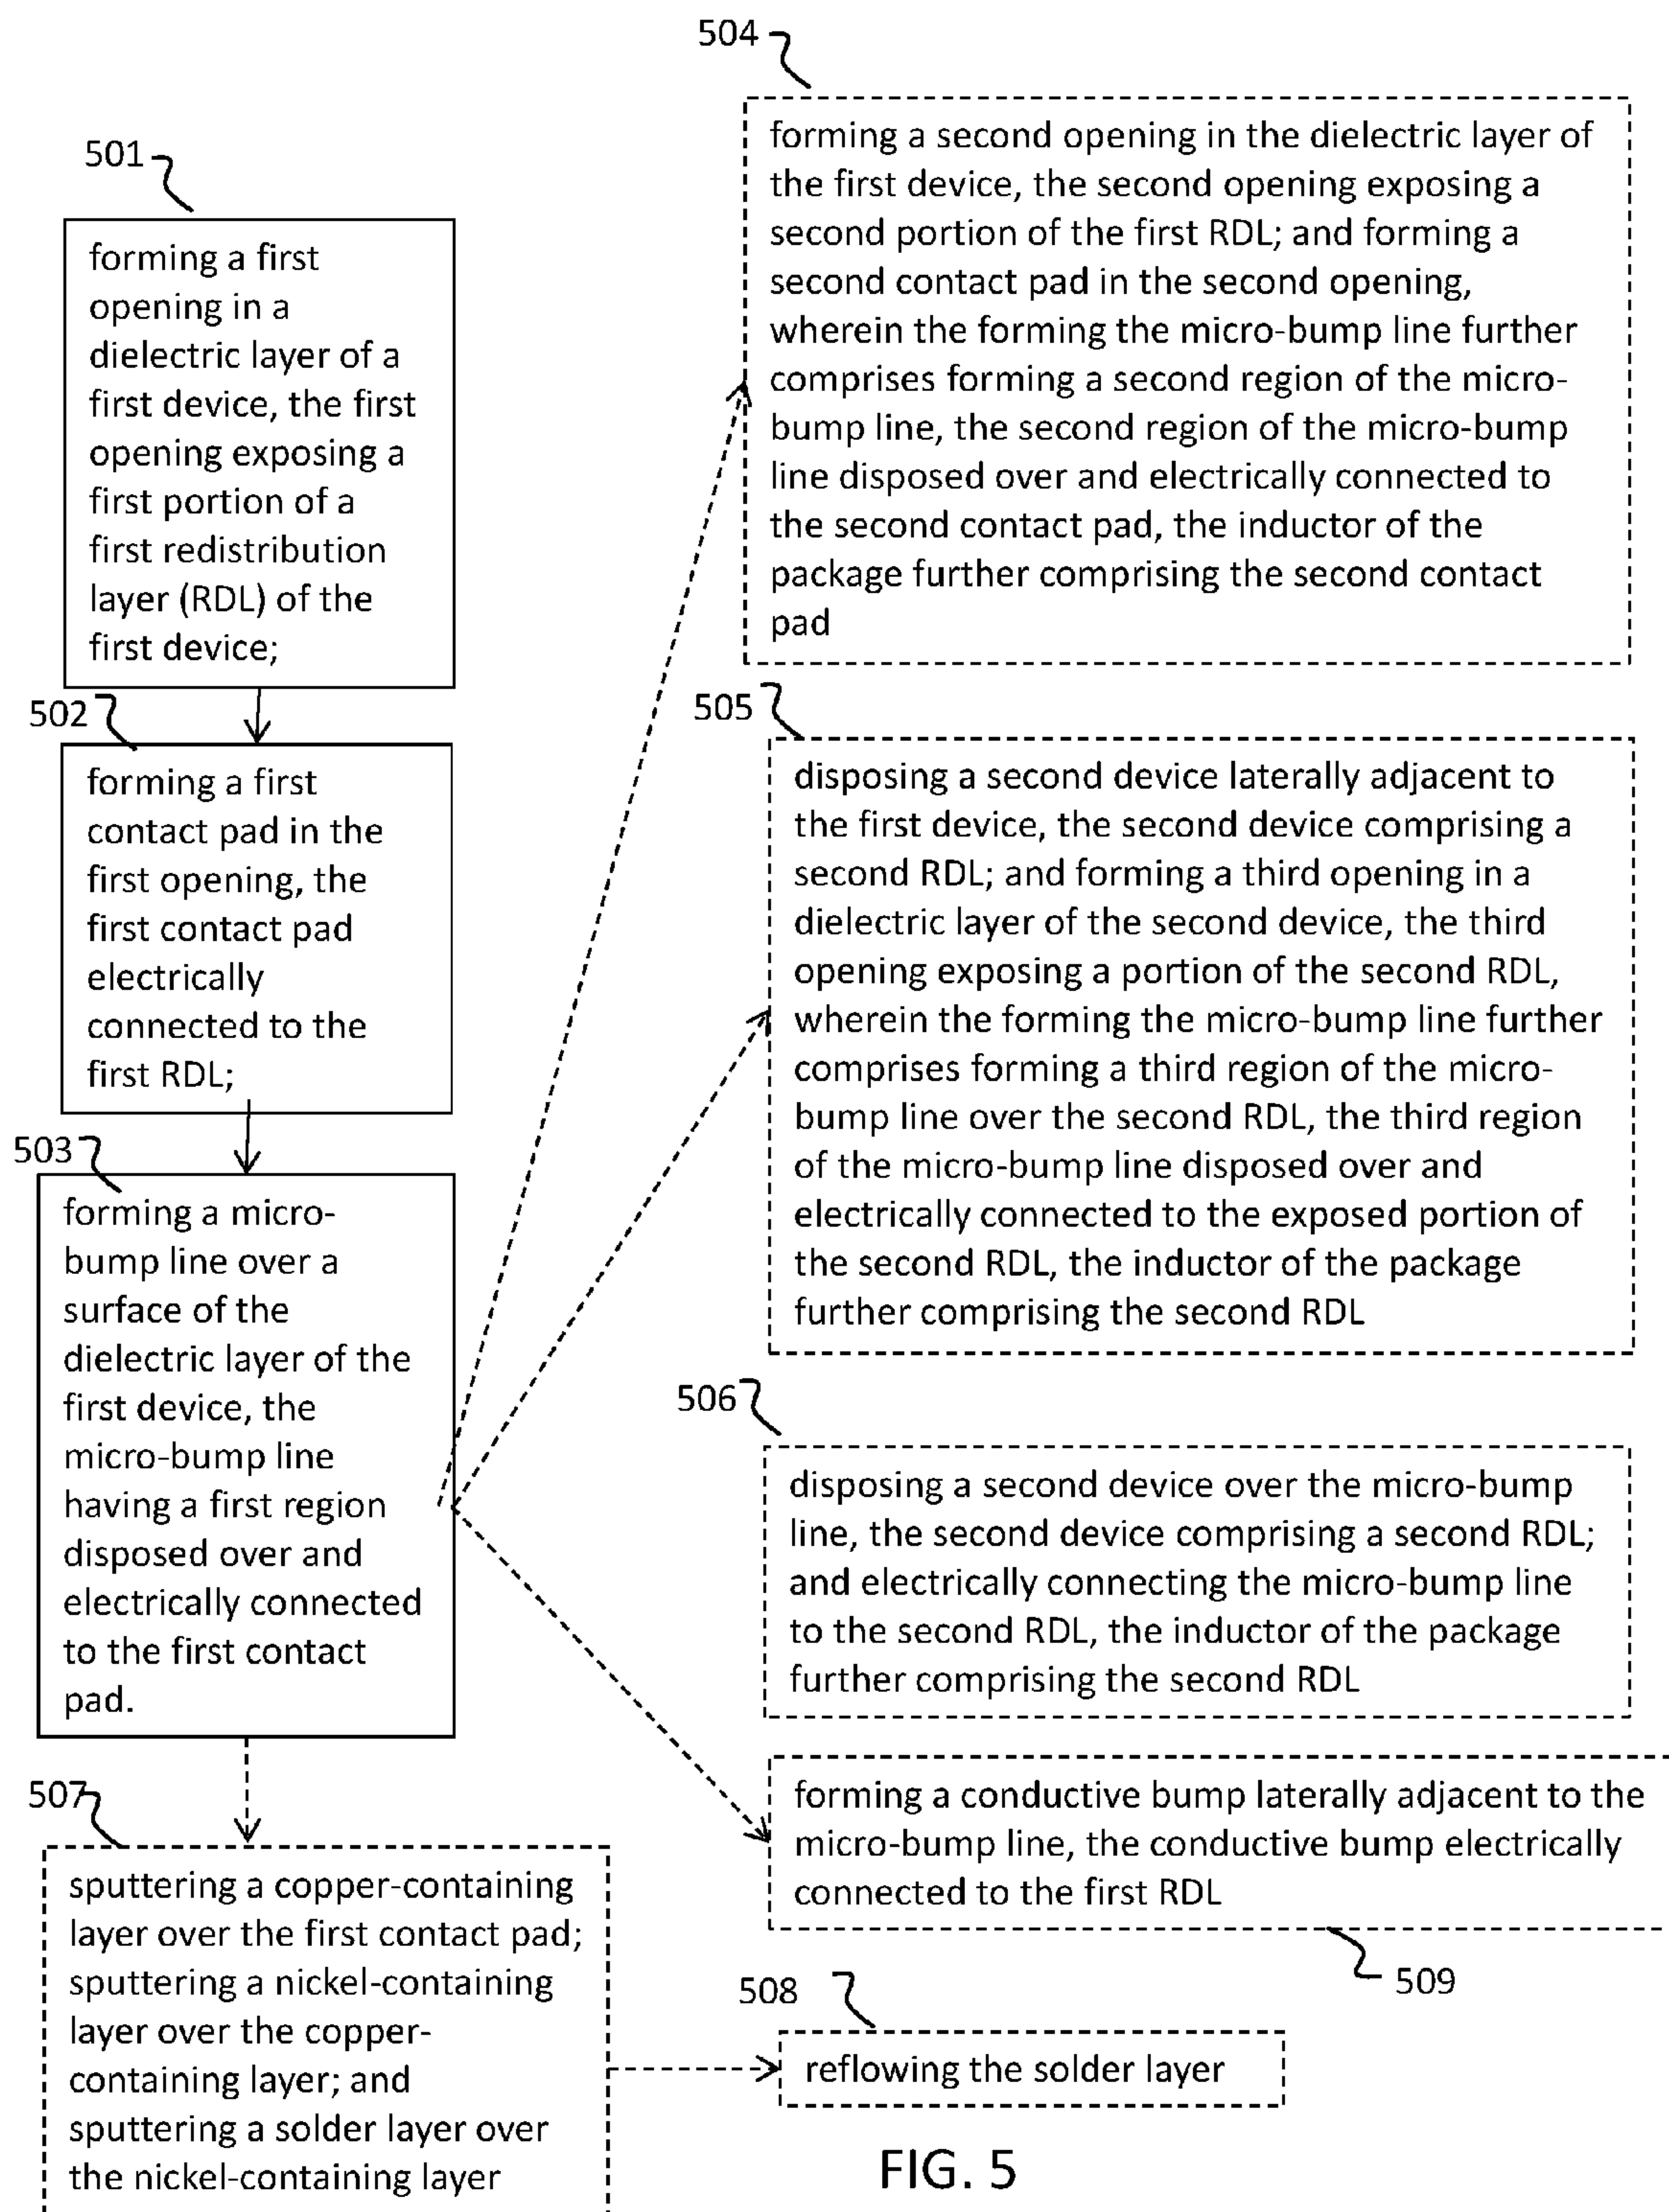 501
forming a first
opening in a
dielectric layer of a
first device, the first
opening exposing a
first portion of a
first redistribution
layer (RDL) of the
first device;
502
forming a first
contact pad in the
first opening, the
first contact pad
electrically
connected to the
first RDL;
503
forming a micro-
bump line over a
surface of the
dielectric layer of the
first device, the
micro-bump line
having a first region
disposed over and
electrically connected
to the first contact
pad.
504
forming a second opening in the dielectric layer of
the first device, the second opening exposing a
second portion of the first RDL; and forming a
second contact pad in the second opening,
wherein the forming the micro-bump line further
comprises forming a second region of the micro-
bump line, the second region of the micro-bump
line disposed over and electrically connected to
the second contact pad, the inductor of the
package further comprising the second contact
pad
505
disposing a second device laterally adjacent to
the first device, the second device comprising a
second RDL; and forming a third opening in a
dielectric layer of the second device, the third
opening exposing a portion of the second RDL,
wherein the forming the micro-bump line further
comprises forming a third region of the micro-
bump line over the second RDL, the third region
of the micro-bump line disposed over and
electrically connected to the exposed portion of
the second RDL, the inductor of the package
further comprising the second RDL
506
disposing a second device over the micro-bump
line, the second device comprising a second RDL;
and electrically connecting the micro-bump line
to the second RDL, the inductor of the package
further comprising the second RDL
507
sputtering a copper-containing
layer over the first contact pad;
sputtering a nickel-containing
layer over the copper-
containing layer; and
sputtering a solder layer over
the nickel-containing layer
forming a conductive bump laterally adjacent to the
micro-bump line, the conductive bump electrically
connected to the first RDL
509
508
reflowing the solder layer
FIG. 5